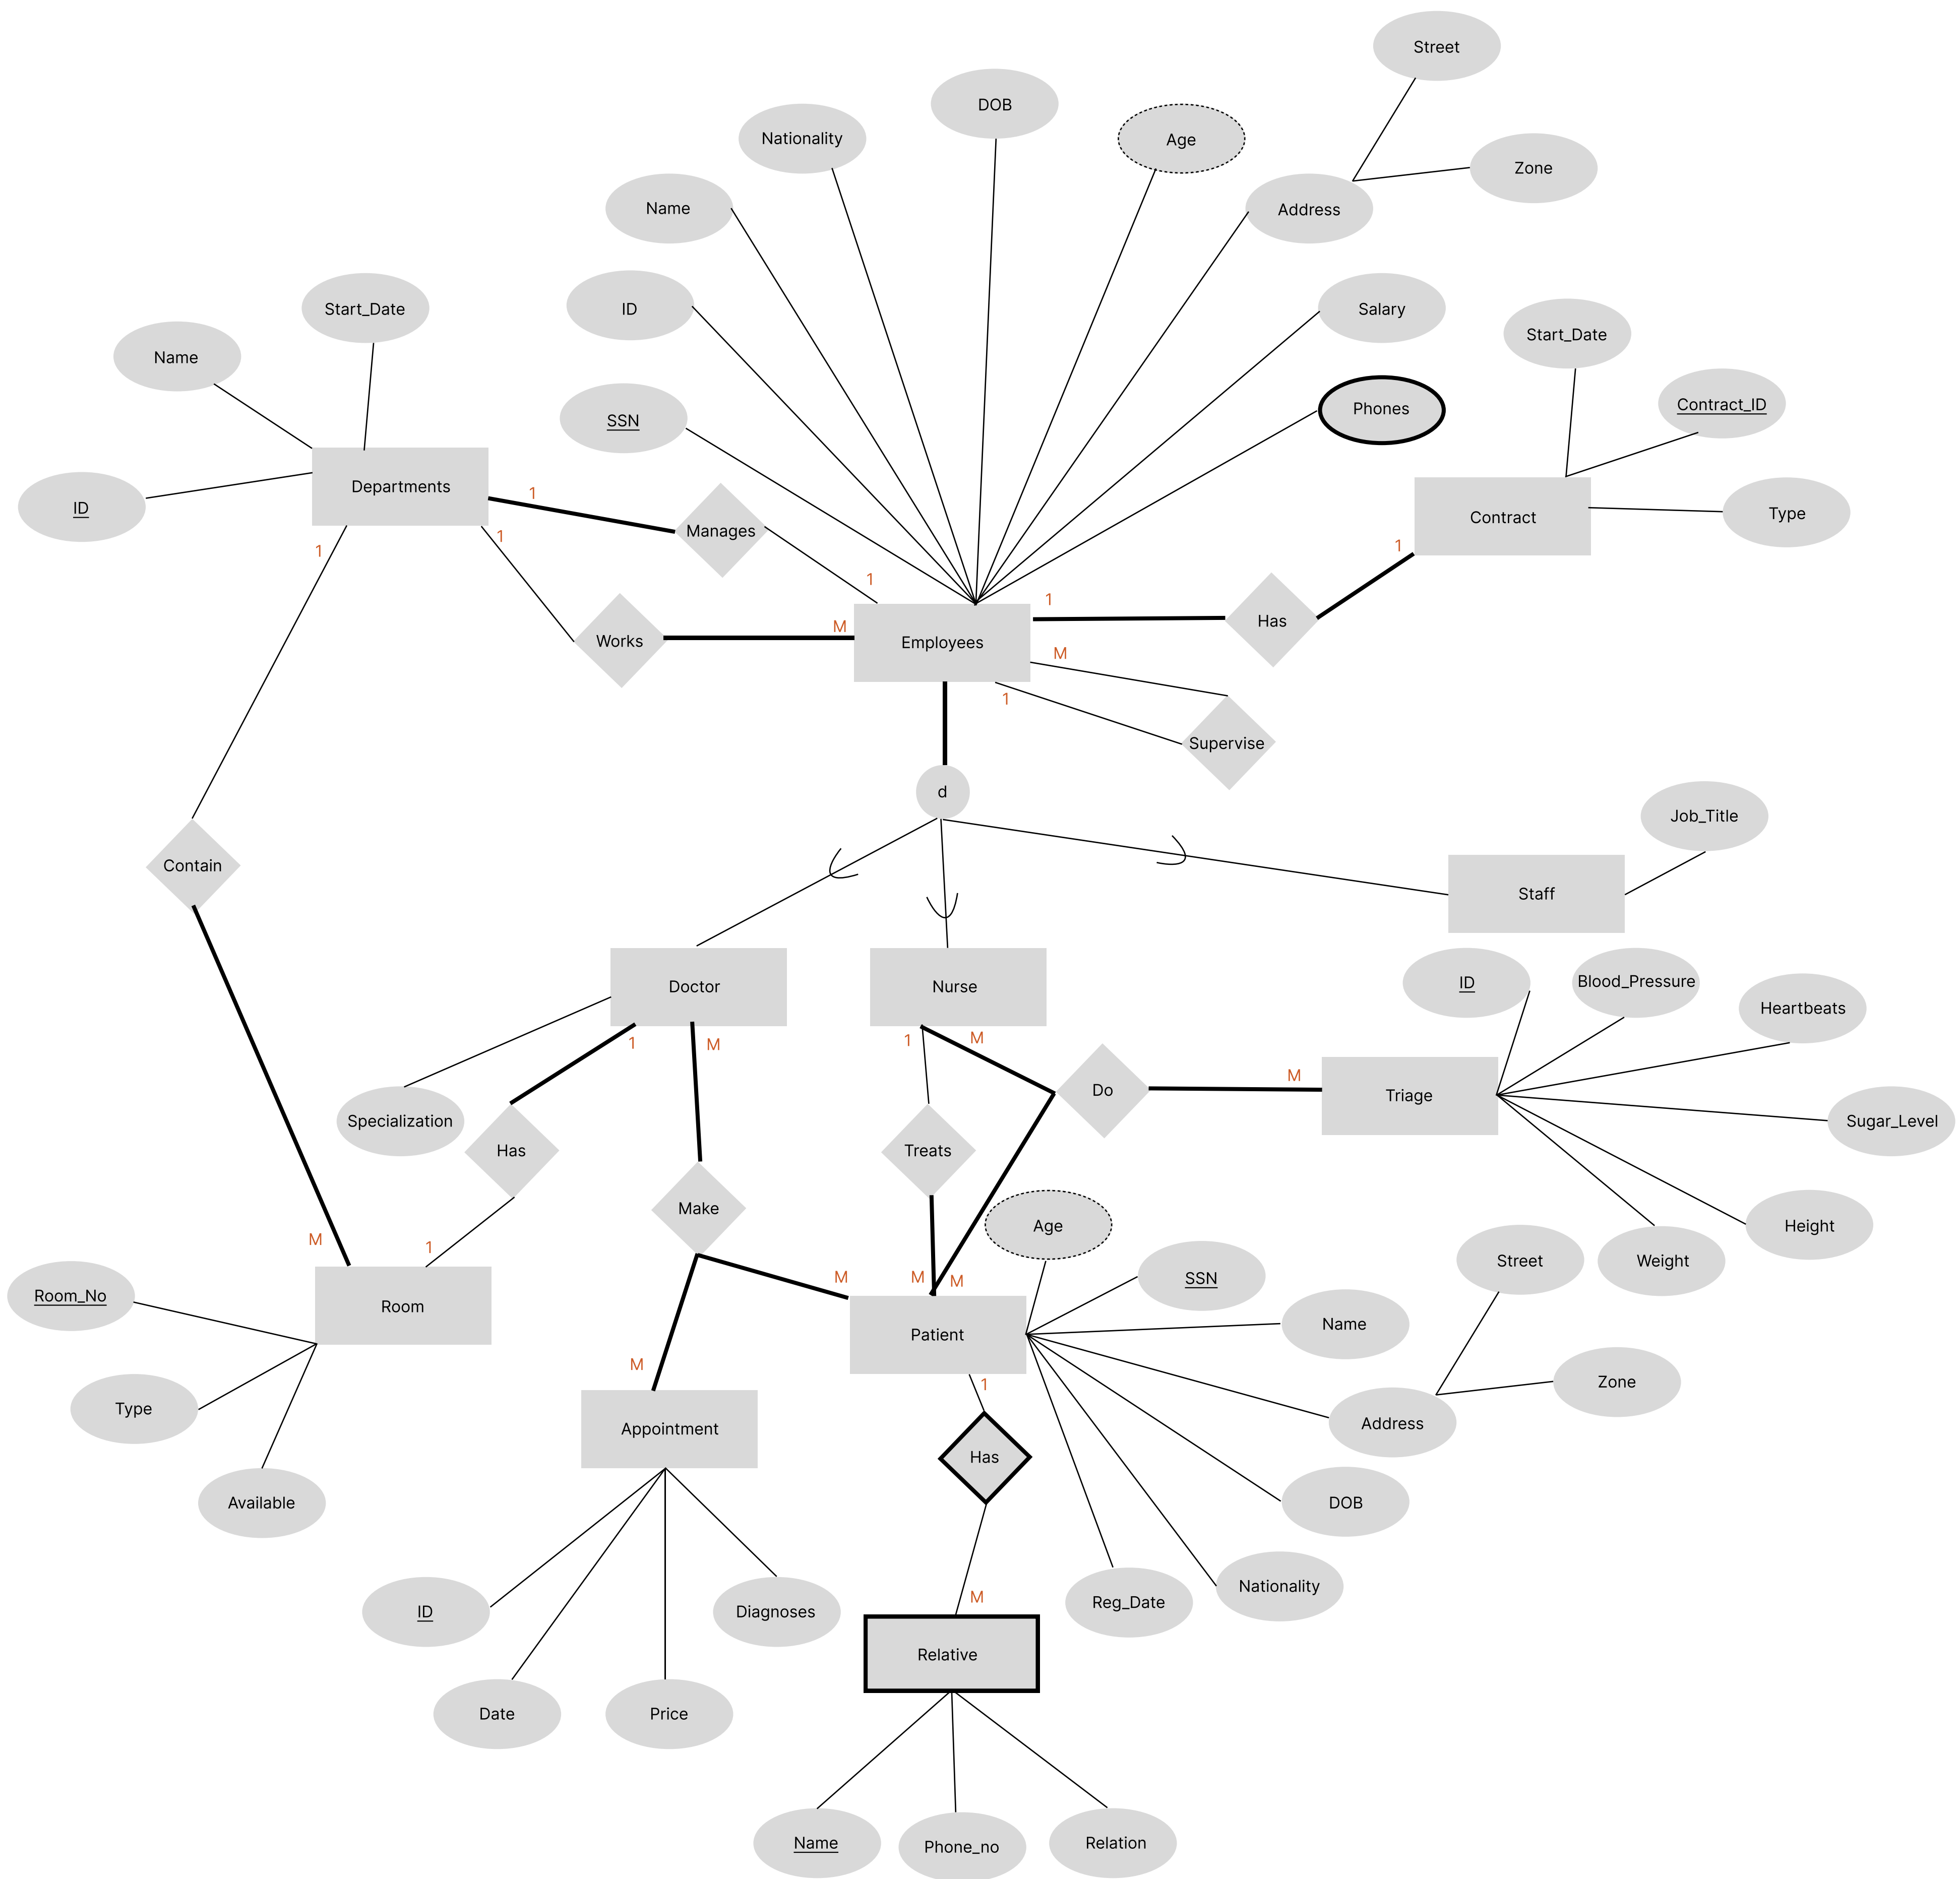 Street
DOB
Nationality
Age
Zone
Name
Address
Start_Date
ID
Salary
Start_Date
Name
Phones
Contract_ID
SSN
Departments
1
ID
Manages
Contract
Type
1
1
1
1
1
Has
M
Works
Employees
M
1
Supervise
d
Job_Title
Contain
Staff
Doctor
Nurse
ID
Blood_Pressure
Heartbeats
1
M
1
M
Do
M
Triage
Specialization
Has
Treats
Sugar_Level
Make
Age
Height
M
1
M
M
M
SSN
Street
Weight
Room_No
Room
Patient
Name
M
1
Zone
Type
Appointment
Has
Address
Available
DOB
M
Nationality
ID
Diagnoses
Reg_Date
Relative
Date
Price
Name
Phone_no
Relation